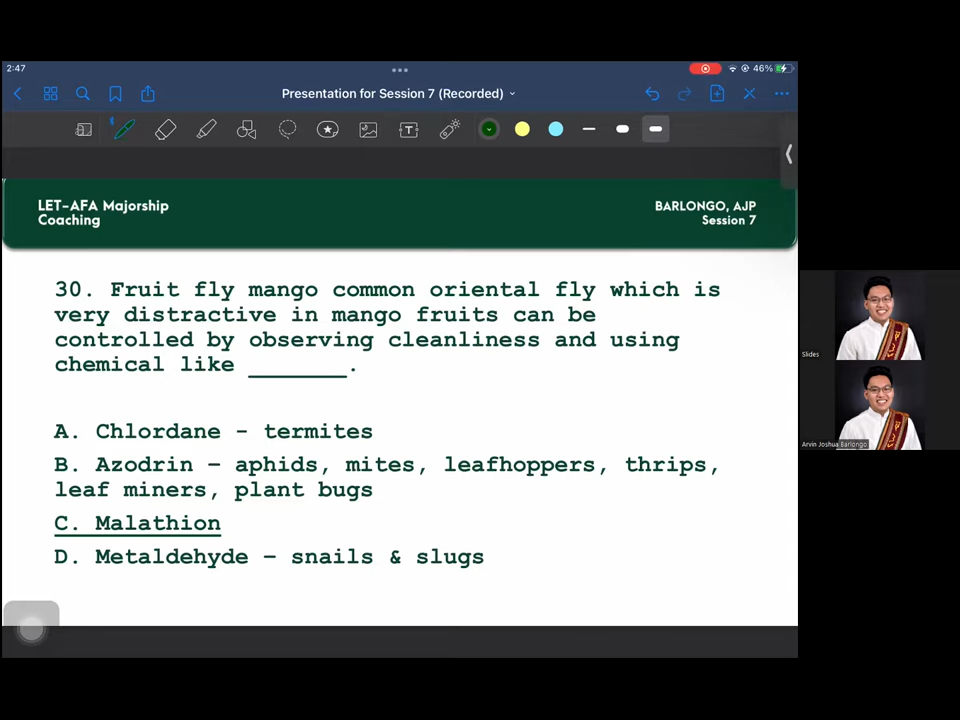 2:47
46%
Presentation for Session 7 (Recorded)
T
LET-AFA Majorship
Coaching
BARLONGO, AJP
Session 7
30. Fruit fly mango common oriental fly which is
very distractive in mango fruits can be
controlled by observing cleanliness and using
chemical like _______.
A. Chlordane - termites
B. Azodrin – aphids, mites, leafhoppers, thrips,
leaf miners, plant bugs
C. Malathion
D. Metaldehyde – snails & slugs
Slides
Arvin Joshua Barlongo